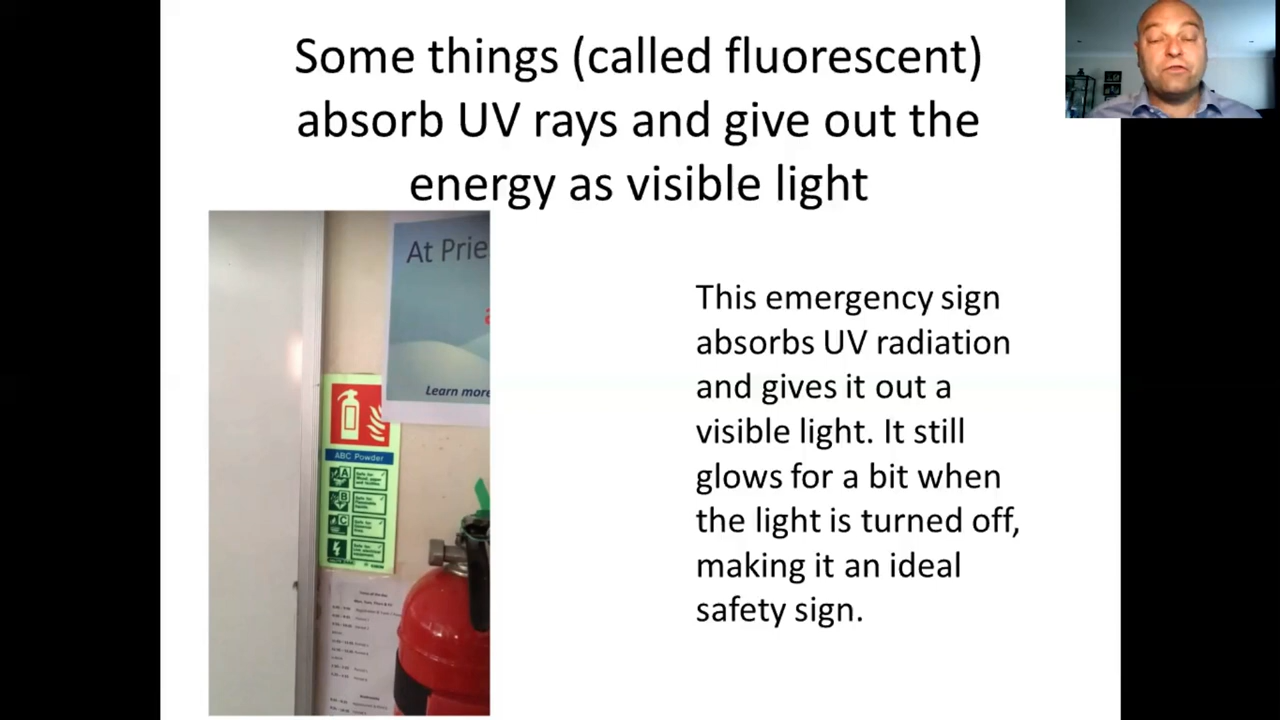 Some things (called fluorescent)
absorb UV rays and give out the
energy as visible light
This emergency sign
absorbs UV radiation
and gives it out a
visible light. It still
glows for a bit when
the light is turned off,
making it an ideal
safety sign.
At Prie
Learn more
ABC Powder
A
B
C